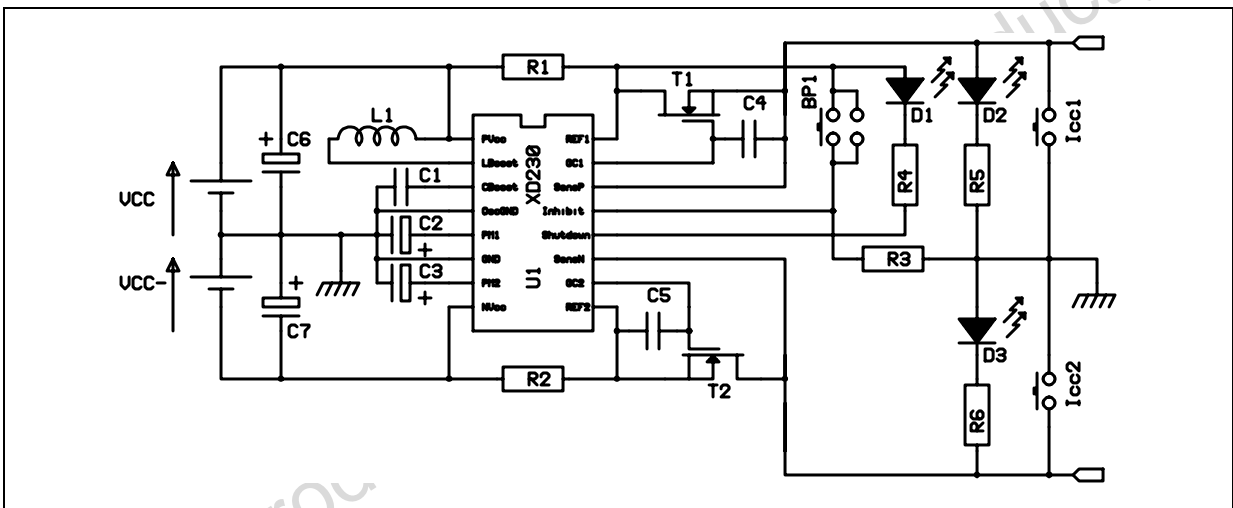 R1
T1
BP1
D1
D2
Icc1
C4
L1
C6
+
VCC
VCC-
+
C7
C1
C2
+
C3
+
PVcc
LBoost
CBoost
OscGND
PM1
GND
PM2
NVcc
XD230
U1
REF1
GC1
SensP
Inhibit
Shutdown
SensN
GC2
REF2
R4
R5
R3
C5
R2
T2
D3
R6
Icc2